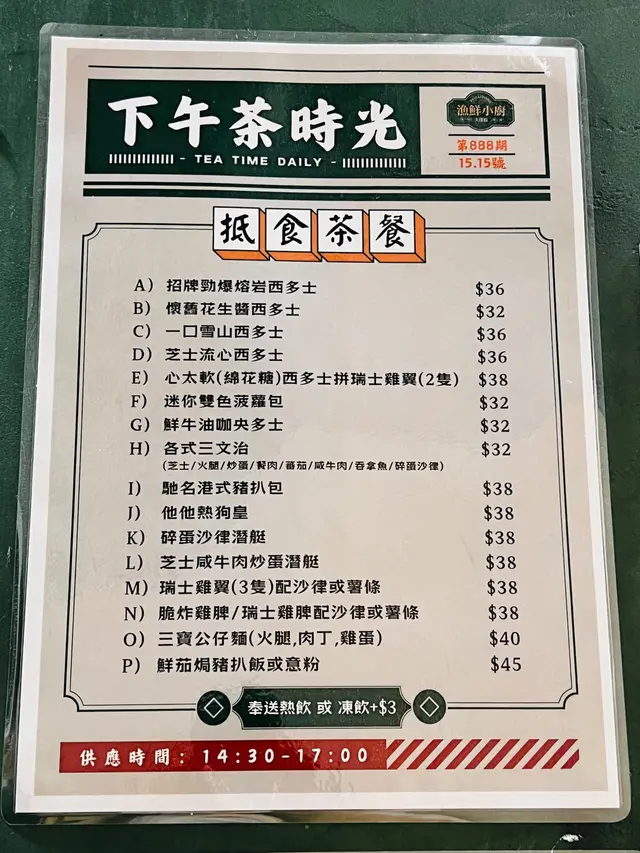 下午茶時光
- TEA TIME DAILY -
漁鮮小廚
第888期
15.15號
抵食茶餐
A) 招牌勁爆熔岩西多士 $36
B) 懷舊花生醬西多士 $32
C) 一口雪山西多士 $36
D) 芝士流心西多士 $36
E) 心太軟(綿花糖)西多士拼瑞士雞翼(2隻) $38
F) 迷你雙色菠蘿包 $32
G) 鮮牛油咖央多士 $32
H) 各式三文治 $32
(芝士/火腿/炒蛋/餐肉/蕃茄/咸牛肉/吞拿魚/碎蛋沙律)
I) 馳名港式豬扒包 $38
J) 他他熱狗皇 $38
K) 碎蛋沙律潛艇 $38
L) 芝士咸牛肉炒蛋潛艇 $38
M) 瑞士雞翼(3隻)配沙律或薯條 $38
N) 脆炸雞脾/瑞士雞脾配沙律或薯條 $38
O) 三寶公仔麵(火腿,肉丁,雞蛋) $40
P) 鮮茄焗豬扒飯或意粉 $45
奉送熱飲 或 凍飲+$3
供應時間: 14:30-17:00